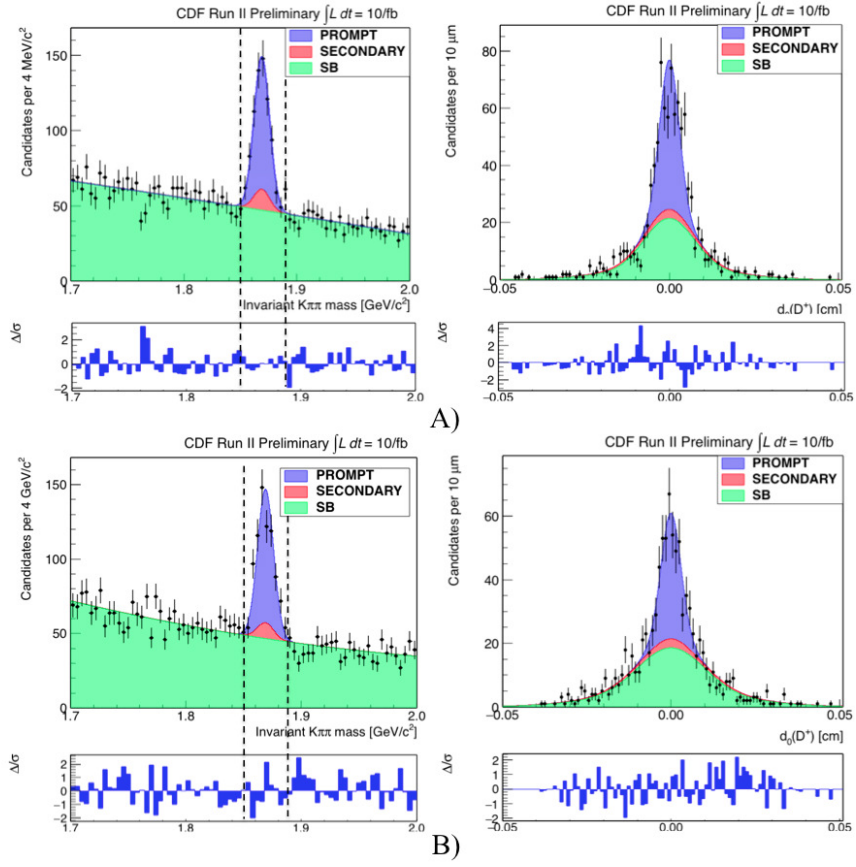 CDF Run II Preliminary ∫L dt = 10/fb
Candidates per 4 MeV/c²
PROMPT
SECONDARY
SB
150
100
50
0
1.7 1.8 1.9 2.0
Invariant Kππ mass [GeV/c²]
Δ/σ
2
0
−2
1.7 1.8 1.9 2.0
CDF Run II Preliminary ∫L dt = 10/fb
Candidates per 10 μm
PROMPT
SECONDARY
SB
80
60
40
20
0
−0.05 0.00 0.05
(D⁺) [cm]
Δ/σ
4
2
0
−2
−0.05 0.00 0.05
A)
CDF Run II Preliminary ∫L dt = 10/fb
Candidates per 4 GeV/c²
PROMPT
SECONDARY
SB
150
100
50
0
1.7 1.8 1.9 2.0
Invariant Kππ mass [GeV/c²]
Δ/σ
2
1
0
−1
−2
1.7 1.8 1.9 2.0
CDF Run II Preliminary ∫L dt = 10/fb
Candidates per 10 μm
PROMPT
SECONDARY
SB
60
40
20
0
−0.05 0.00 0.05
d₀(D⁺) [cm]
Δ/σ
2
1
0
−1
−2
−0.05 0.00 0.05
B)